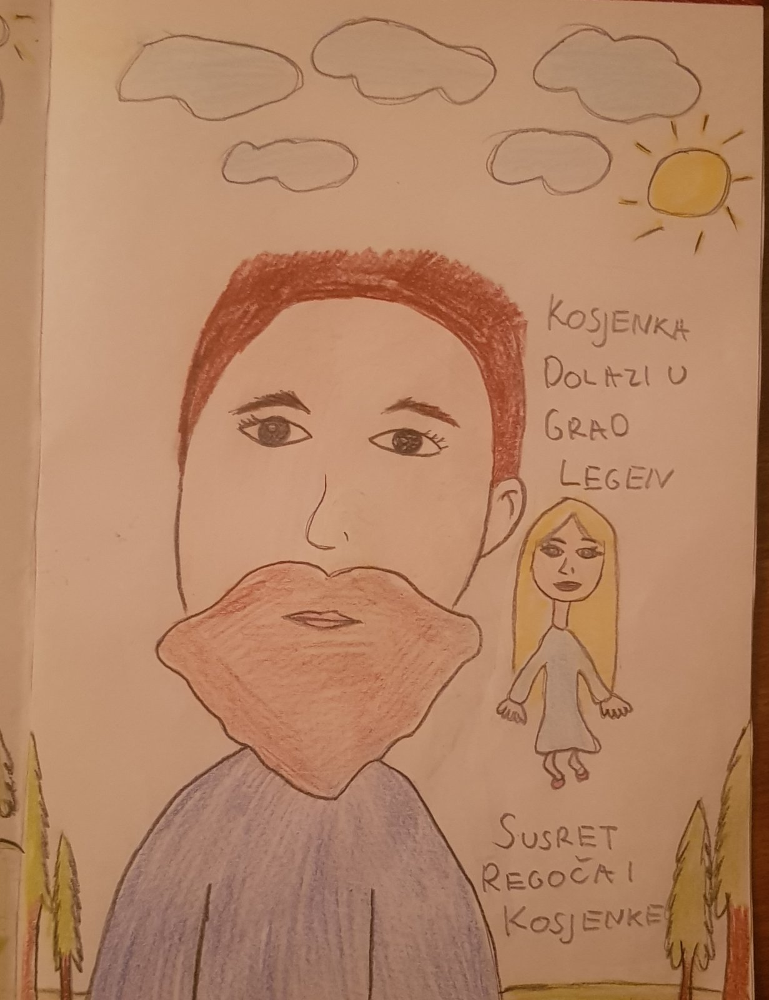 KOSJENKA
DOLAZI U
GRAD
LEGEN
SUSRET
REGOČA I
KOSJENKE